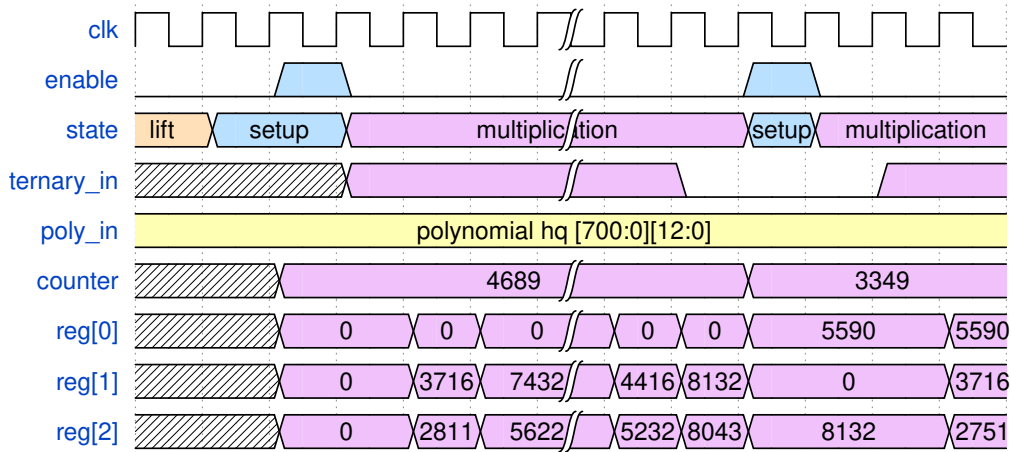 clk
enable
state lift setup multiplication setup multiplication
ternary_in
poly_in polynomial hq [700:0][12:0]
counter 4689 3349
reg[0] 0 0 0 0 0 5590 5590
reg[1] 0 3716 7432 4416 8132 0 3716
reg[2] 0 2811 5622 5232 8043 8132 2751